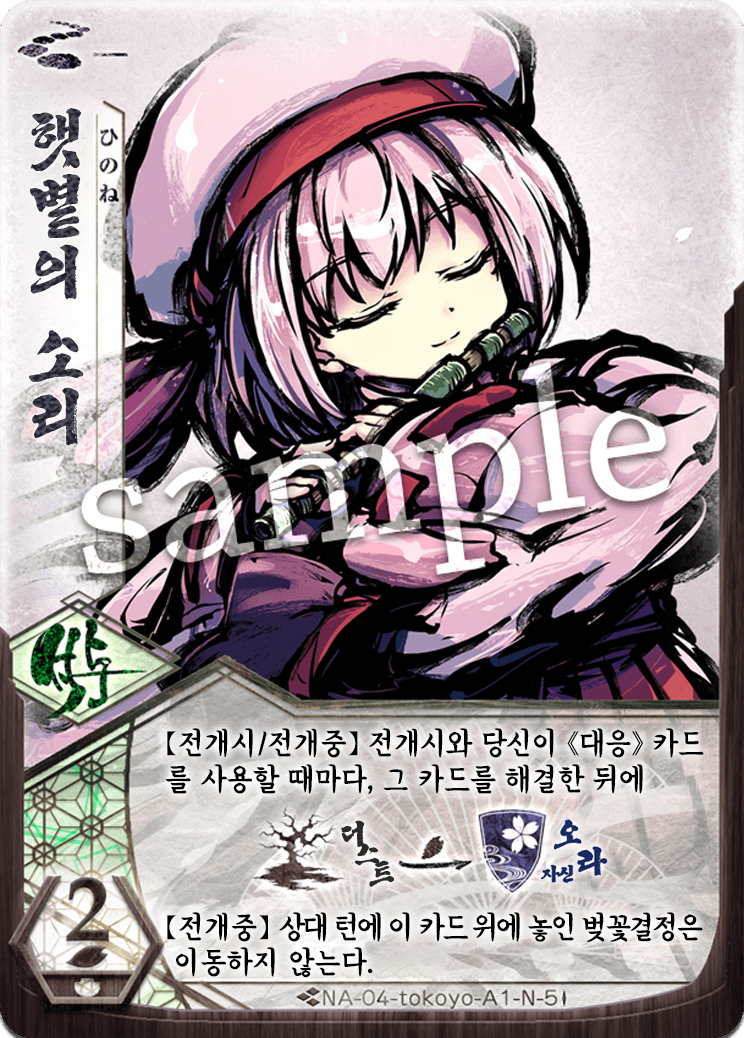 햇볕의 소리
ひのね
sample
부여
2
【전개시/전개중】 전개시와 당신이 《대응》 카드
를 사용할 때마다, 그 카드를 해결한 뒤에
더스트
자신 오라
【전개중】 상대 턴에 이 카드 위에 놓인 벚꽃결정은
이동하지 않는다.
NA-04-tokoyo-A1-N-5